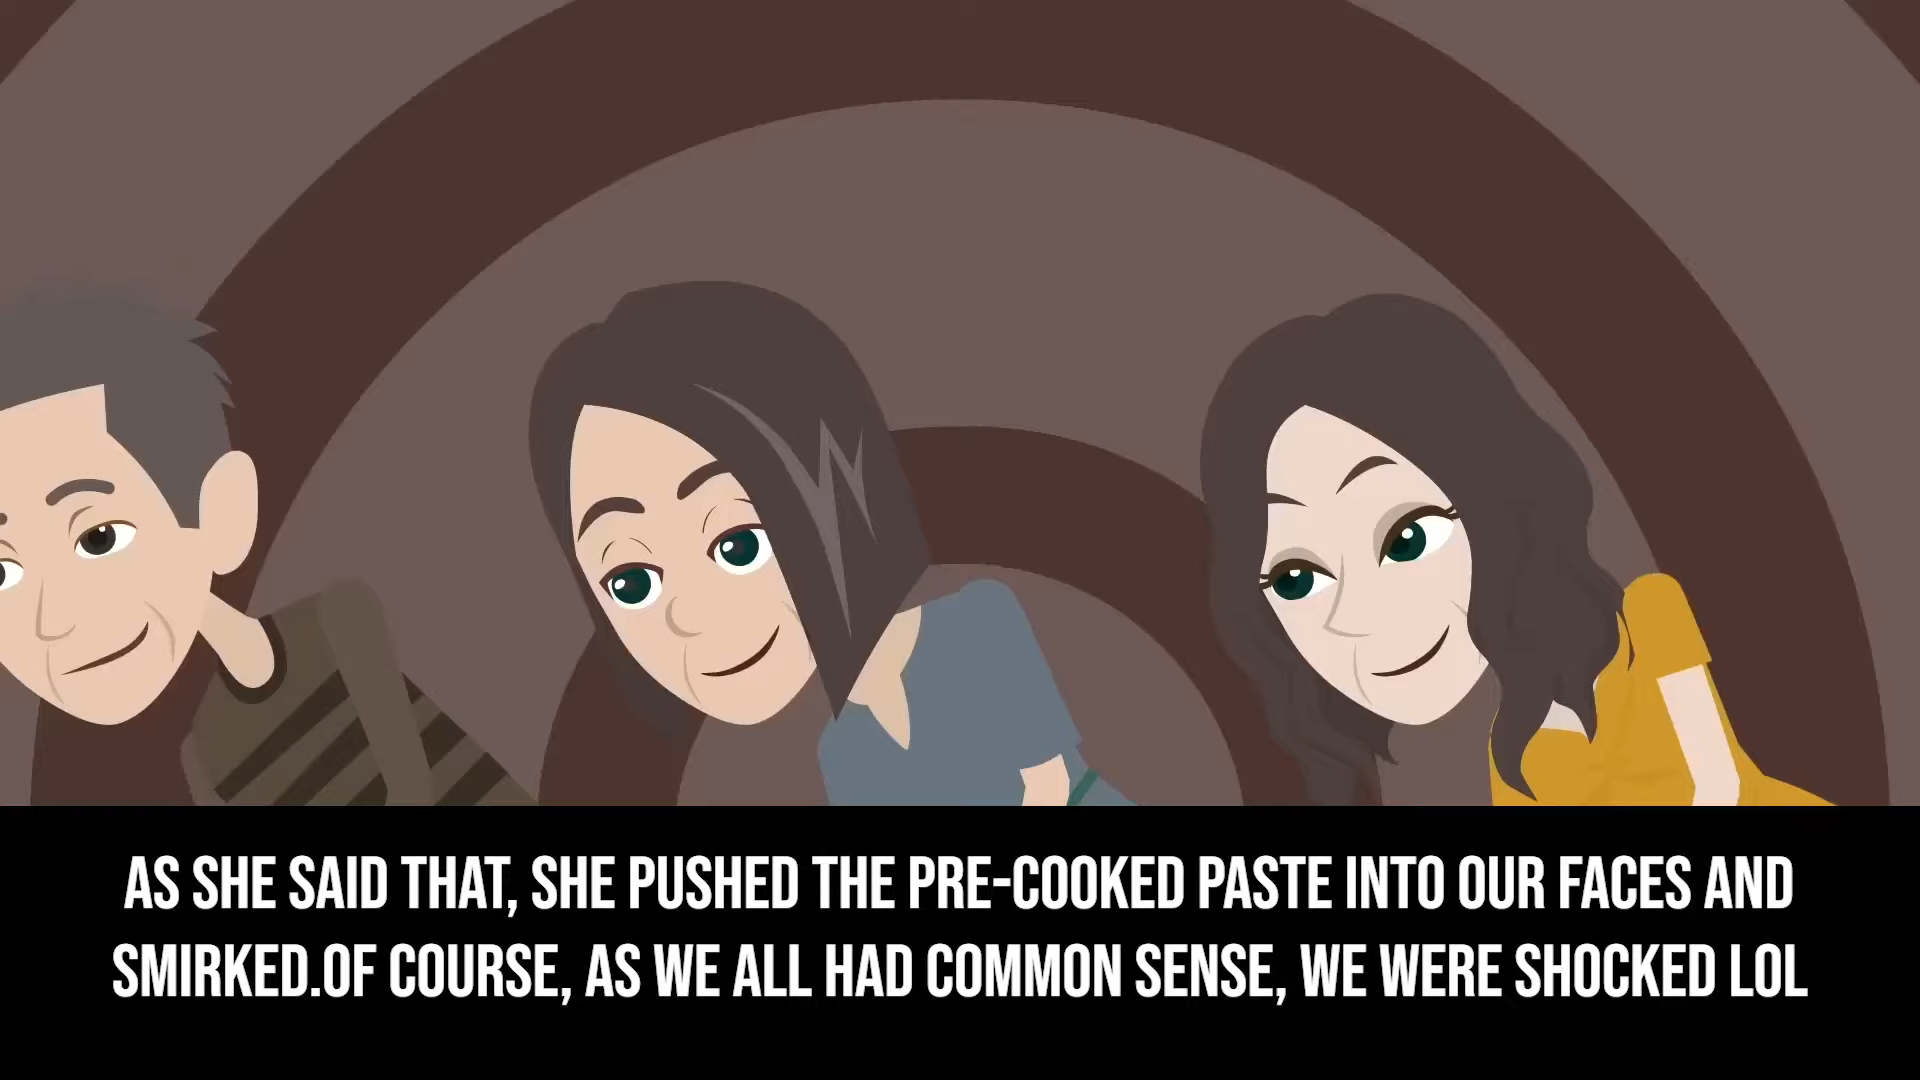 AS SHE SAID THAT, SHE PUSHED THE PRE-COOKED PASTE INTO OUR FACES AND
SMIRKED.OF COURSE, AS WE ALL HAD COMMON SENSE, WE WERE SHOCKED LOL